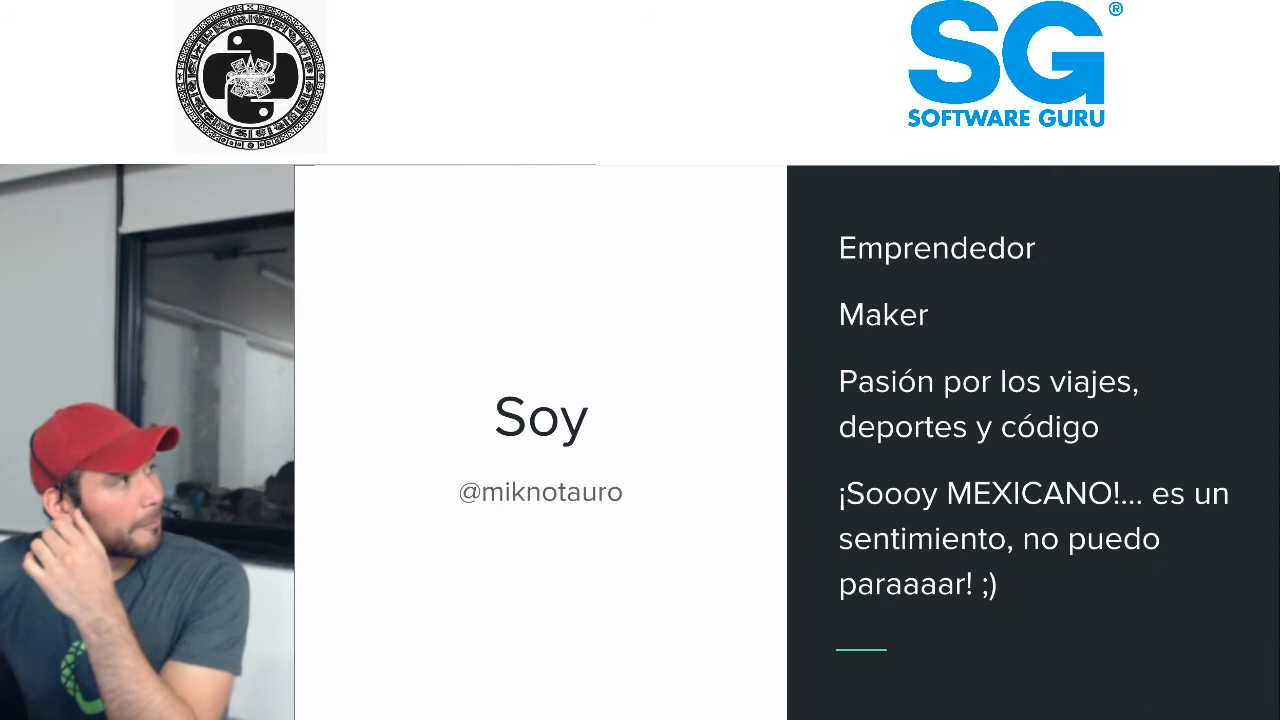 SG®
SOFTWARE GURU
Soy
@miknotauro
Emprendedor
Maker
Pasión por los viajes,
deportes y código
¡Soooy MEXICANO!... es un
sentimiento, no puedo
paraaaar! ;)